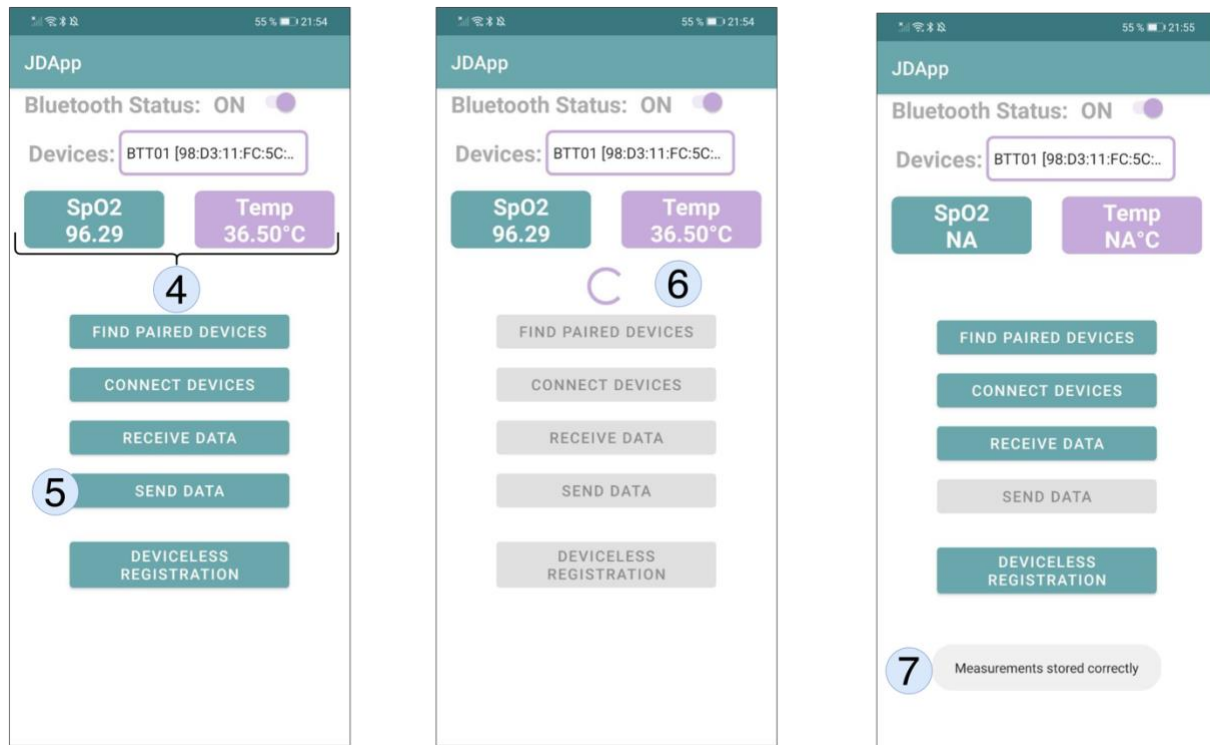 55 % 21:54
JDApp
Bluetooth Status: ON
Devices: BTT01 [98:D3:11:FC:5C:..
SpO2
96.29
Temp
36.50°C
4
FIND PAIRED DEVICES
CONNECT DEVICES
RECEIVE DATA
5
SEND DATA
DEVICELESS
REGISTRATION
55 % 21:54
JDApp
Bluetooth Status: ON
Devices: BTT01 [98:D3:11:FC:5C:..
SpO2
96.29
Temp
36.50°C
6
FIND PAIRED DEVICES
CONNECT DEVICES
RECEIVE DATA
SEND DATA
DEVICELESS
REGISTRATION
55 % 21:55
JDApp
Bluetooth Status: ON
Devices: BTT01 [98:D3:11:FC:5C:..
SpO2
NA
Temp
NA°C
FIND PAIRED DEVICES
CONNECT DEVICES
RECEIVE DATA
SEND DATA
DEVICELESS
REGISTRATION
7
Measurements stored correctly